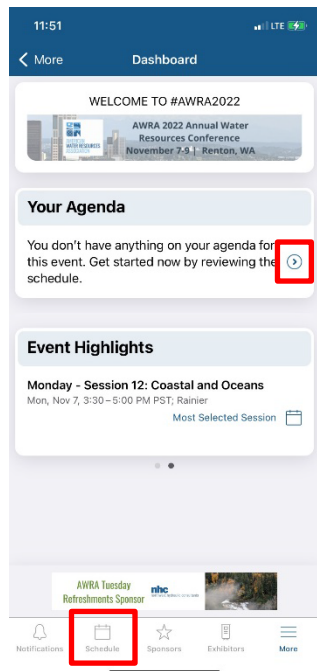 11:51
LTE
More
Dashboard
WELCOME TO #AWRA2022
AMERICAN
WATER RESOURCES
ASSOCIATION
AWRA 2022 Annual Water
Resources Conference
November 7-9 | Renton, WA
Your Agenda
You don't have anything on your agenda for
this event. Get started now by reviewing the
schedule.
Event Highlights
Monday - Session 12: Coastal and Oceans
Mon, Nov 7, 3:30 – 5:00 PM PST; Rainier
Most Selected Session
AWRA Tuesday
Refreshments Sponsor
nhc
Notifications
Schedule
Sponsors
Exhibitors
More